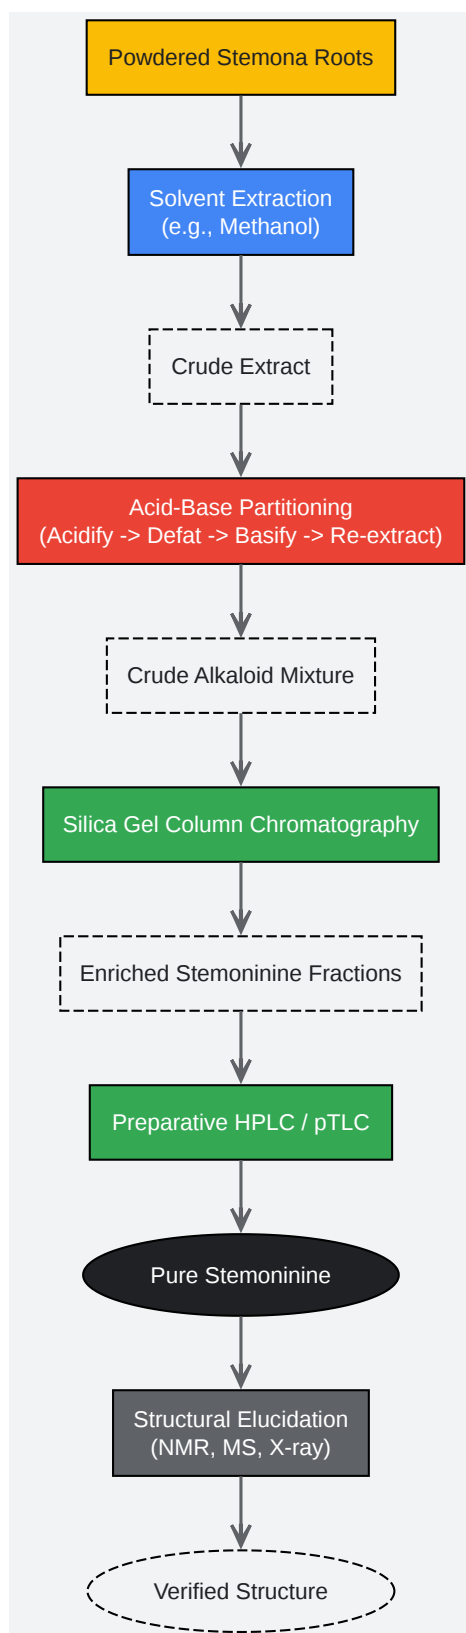 Powdered Stemona Roots
Solvent Extraction
(e.g., Methanol)
Crude Extract
Acid-Base Partitioning
(Acidify -> Defat -> Basify -> Re-extract)
Crude Alkaloid Mixture
Silica Gel Column Chromatography
Enriched Stemoninine Fractions
Preparative HPLC / pTLC
Pure Stemoninine
Structural Elucidation
(NMR, MS, X-ray)
Verified Structure